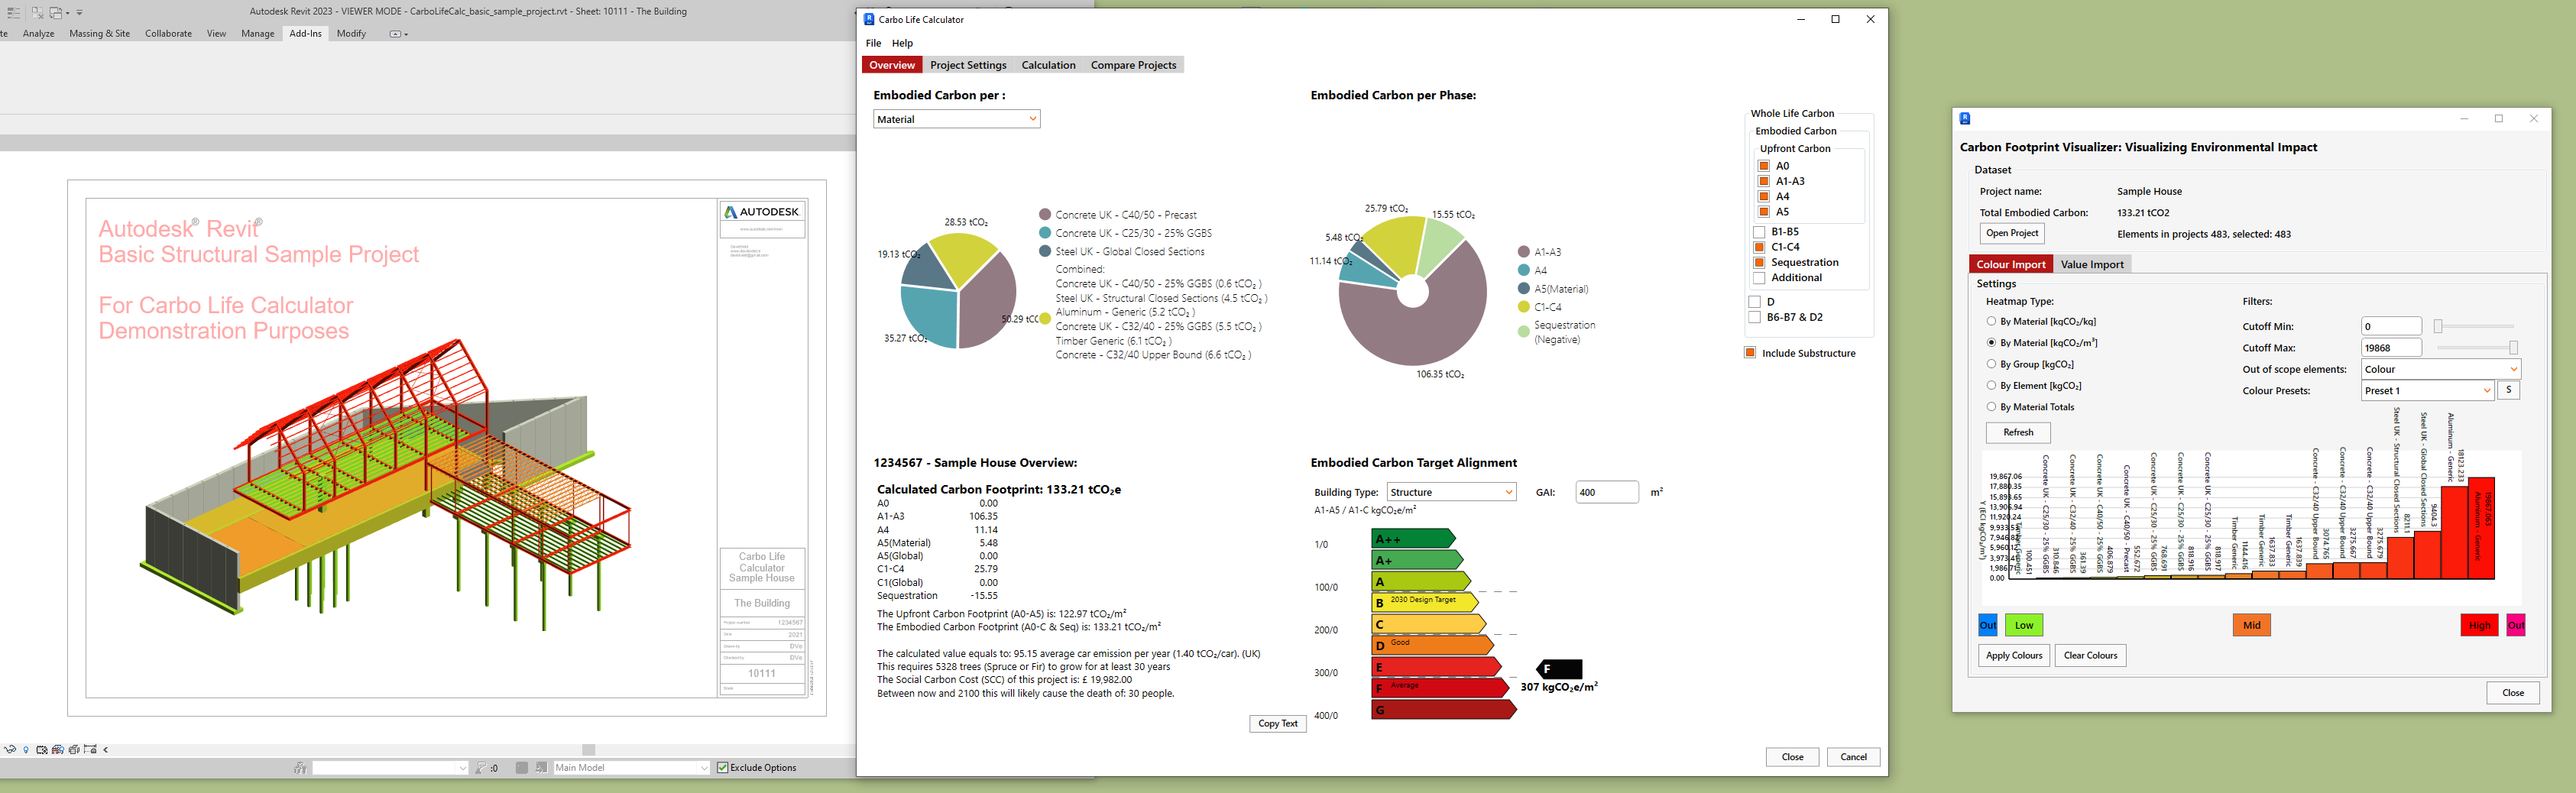 Autodesk Revit 2023 - VIEWER MODE - CarboLifeCalc_basic_sample_project.rvt - Sheet: 10111 - The Building
Analyze Massing & Site Collaborate View Manage Add-Ins Modify
Autodesk® Revit®
Basic Structural Sample Project
For Carbo Life Calculator
Demonstration Purposes
AUTODESK
Carbo Life
Calculator
Sample House
The Building
Project number 1234567
Date 2021
Drawn by DVe
Checked by DVe
10111
Scale
:0
Main Model
Exclude Options
Carbo Life Calculator
File Help
Overview Project Settings Calculation Compare Projects
Embodied Carbon per :
Material
28.53 tCO₂
19.13 tCO₂
35.27 tCO₂
Concrete UK - C40/50 - Precast
Concrete UK - C25/30 - 25% GGBS
Steel UK - Global Closed Sections
Combined:
Concrete UK - C40/50 - 25% GGBS (0.6 tCO₂ )
Steel UK - Structural Closed Sections (4.5 tCO₂ )
Aluminum - Generic (5.2 tCO₂ )
Concrete UK - C32/40 - 25% GGBS (5.5 tCO₂ )
Timber Generic (6.1 tCO₂ )
Concrete - C32/40 Upper Bound (6.6 tCO₂ )
Embodied Carbon per Phase:
25.79 tCO₂
15.55 tCO₂
5.48 tCO₂
11.14 tCO₂
106.35 tCO₂
A1-A3
A4
A5(Material)
C1-C4
Sequestration
(Negative)
Whole Life Carbon
Embodied Carbon
Upfront Carbon
A0
A1-A3
A4
A5
B1-B5
C1-C4
Sequestration
Additional
D
B6-B7 & D2
Include Substructure
1234567 - Sample House Overview:
Calculated Carbon Footprint: 133.21 tCO₂e
A0 0.00
A1-A3 106.35
A4 11.14
A5(Material) 5.48
A5(Global) 0.00
C1-C4 25.79
C1(Global) 0.00
Sequestration -15.55
The Upfront Carbon Footprint (A0-A5) is: 122.97 tCO₂/m²
The Embodied Carbon Footprint (A0-C & Seq) is: 133.21 tCO₂/m²
The calculated value equals to: 95.15 average car emission per year (1.40 tCO₂/car). (UK)
This requires 5328 trees (Spruce or Fir) to grow for at least 30 years
The Social Carbon Cost (SCC) of this project is: £ 19,982.00
Between now and 2100 this will likely cause the death of: 30 people.
Copy Text
Embodied Carbon Target Alignment
Building Type: Structure GAI: 400 m²
A1-A5 / A1-C kgCO₂e/m²
1/0
100/0
200/0
300/0
400/0
A++
A+
A
B 2030 Design Target
C
D Good
E
F Average
G
F
307 kgCO₂e/m²
Close Cancel
Carbon Footprint Visualizer: Visualizing Environmental Impact
Dataset
Project name: Sample House
Total Embodied Carbon: 133.21 tCO2
Open Project Elements in projects 483, selected: 483
Colour Import Value Import
Settings
Heatmap Type:
By Material [kgCO₂/kg]
By Material [kgCO₂/m³]
By Group [kgCO₂]
By Element [kgCO₂]
By Material Totals
Refresh
Filters:
Cutoff Min: 0
Cutoff Max: 19868
Out of scope elements: Colour
Colour Presets: Preset 1 S
Y (ECI kgCO₂/m³)
19,867.06
17,880.35
15,893.65
13,906.94
11,920.24
0.00
Timber Generic 100.451
Concrete UK - C25/30 - 25% GGBS 310.846
Concrete UK - C32/40 - 25% GGBS 361.39
Concrete UK - C40/50 - 25% GGBS 406.879
Concrete UK - C40/50 - Precast 552.672
Concrete UK - C25/30 - 25% GGBS 768.691
Concrete UK - C25/30 - 25% GGBS 818.916
Concrete UK - C25/30 - 25% GGBS 818.917
Timber Generic 1144.416
Timber Generic 1637.833
Timber Generic 1637.839
Concrete - C32/40 Upper Bound 3074.765
Concrete - C32/40 Upper Bound 3275.667
Concrete - C32/40 Upper Bound 3275.679
Steel UK - Structural Closed Sections 8211.1
Steel UK - Global Closed Sections 9404.3
Aluminum - Generic 18123.233
Aluminum - Generic 19867.063
Out Low Mid High Out
Apply Colours Clear Colours
Close